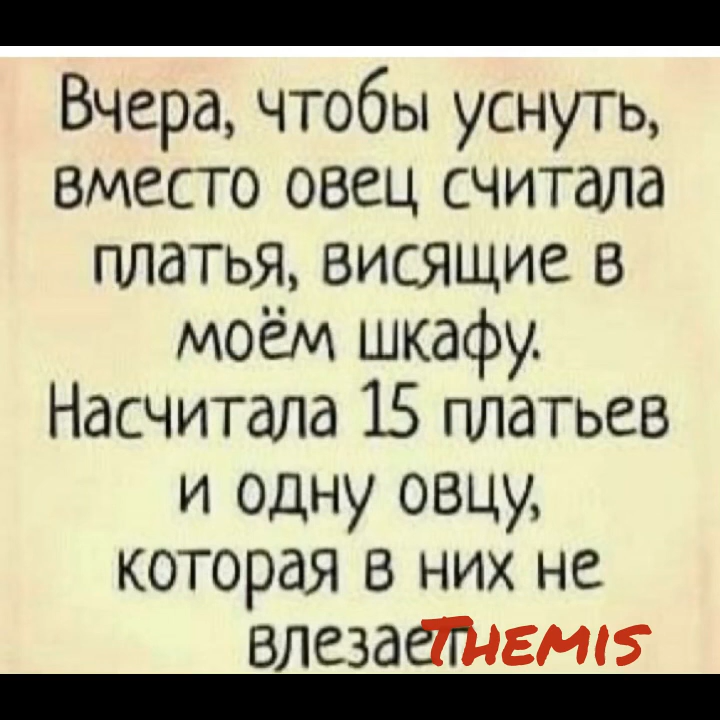 Вчера, чтобы уснуть,
вместо овец считала
платья, висящие в
моём шкафу.
Насчитала 15 платьев
и одну овцу,
которая в них не
влезает
THEMIS